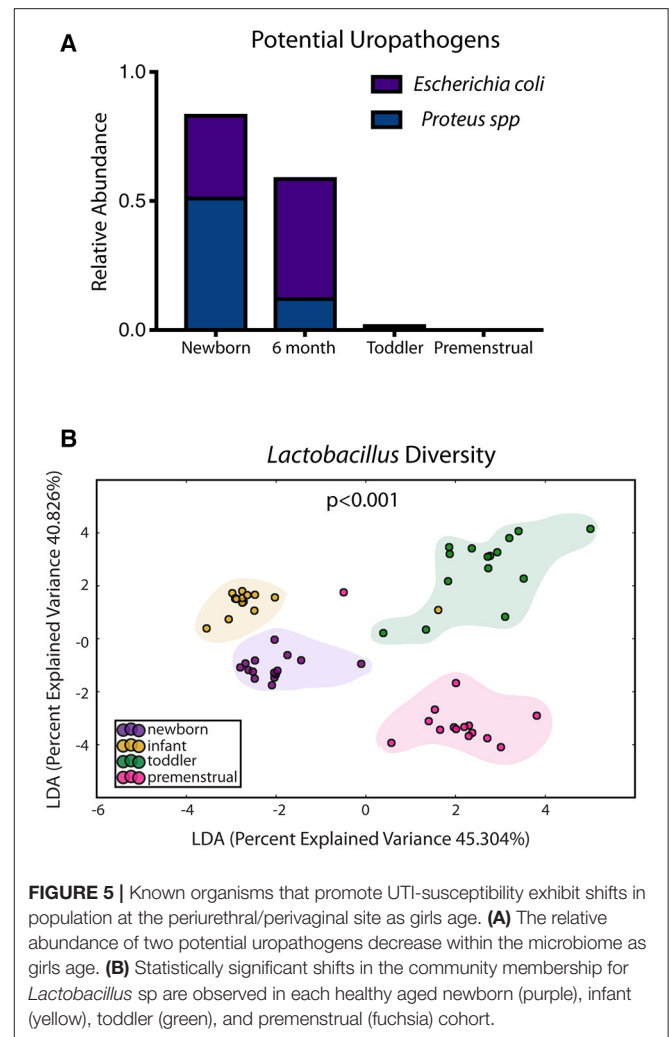 A
Potential Uropathogens
1.0
Escherichia coli
Proteus spp
Relative Abundance
0.5
0.0
Newborn 6 month Toddler Premenstrual
B
Lactobacillus Diversity
p<0.001
LDA (Percent Explained Variance 40.826%)
4
2
-0
-2
-4
newborn
infant
toddler
premenstrual
-6 -4 -2 0 2 4
LDA (Percent Explained Variance 45.304%)
FIGURE 5 | Known organisms that promote UTI-susceptibility exhibit shifts in
population at the periurethral/perivaginal site as girls age. (A) The relative
abundance of two potential uropathogens decrease within the microbiome as
girls age. (B) Statistically significant shifts in the community membership for
Lactobacillus sp are observed in each healthy aged newborn (purple), infant
(yellow), toddler (green), and premenstrual (fuchsia) cohort.